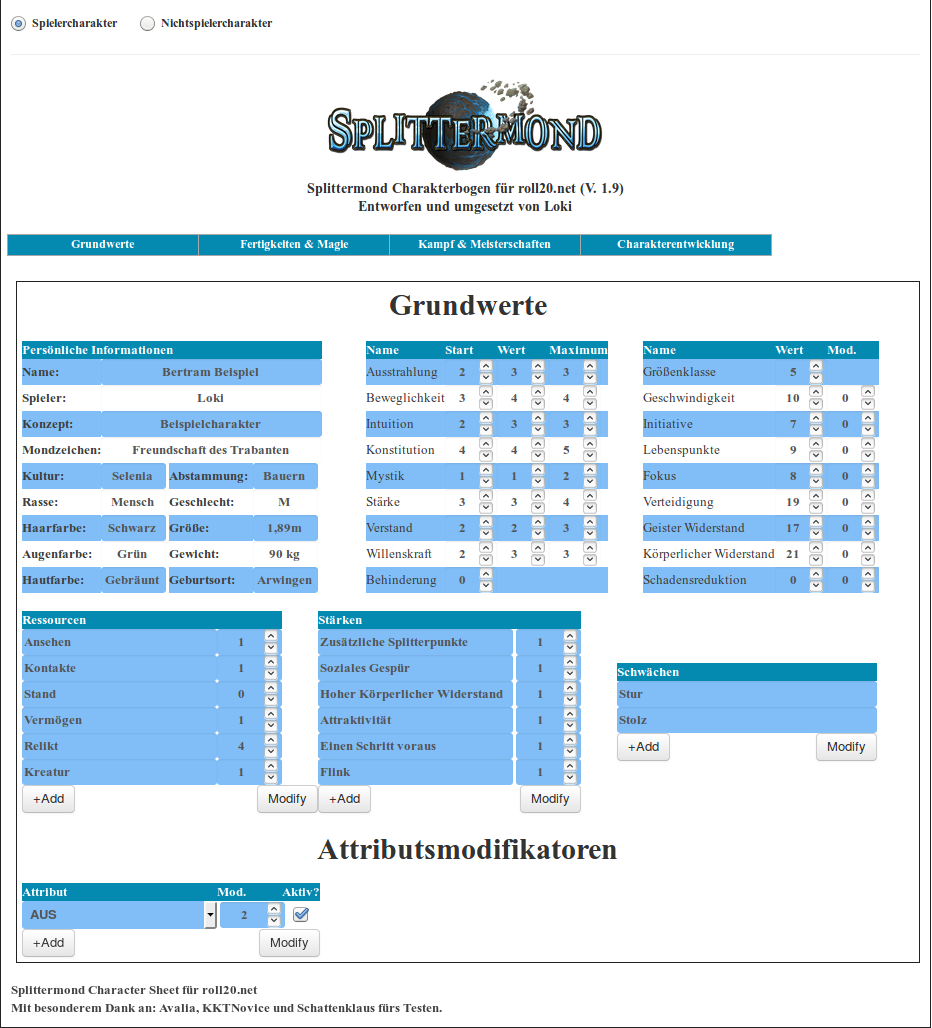 Spielercharakter Nichtspielercharakter
SPLITTERMOND
Splittermond Charakterbogen für roll20.net (V. 1.9)
Entworfen und umgesetzt von Loki
Grundwerte Fertigkeiten & Magie Kampf & Meisterschaften Charakterentwicklung
Grundwerte
Persönliche Informationen
Name: Bertram Beispiel
Spieler: Loki
Konzept: Beispielcharakter
Mondzeichen: Freundschaft des Trabanten
Kultur: Selenia Abstammung: Bauern
Rasse: Mensch Geschlecht: M
Haarfarbe: Schwarz Größe: 1,89m
Augenfarbe: Grün Gewicht: 90 kg
Hautfarbe: Gebräunt Geburtsort: Arwingen
Name Start Wert Maximum
Ausstrahlung 2 3 3
Beweglichkeit 3 4 4
Intuition 2 3 3
Konstitution 4 4 5
Mystik 1 1 2
Stärke 3 3 4
Verstand 2 2 3
Willenskraft 2 3 3
Behinderung 0
Name Wert Mod.
Größenklasse 5
Geschwindigkeit 10 0
Initiative 7 0
Lebenspunkte 9 0
Fokus 8 0
Verteidigung 19 0
Geister Widerstand 17 0
Körperlicher Widerstand 21 0
Schadensreduktion 0 0
Ressourcen
Ansehen 1
Kontakte 1
Stand 0
Vermögen 1
Relikt 4
Kreatur 1
+Add Modify
Stärken
Zusätzliche Splitterpunkte 1
Soziales Gespür 1
Hoher Körperlicher Widerstand 1
Attraktivität 1
Einen Schritt voraus 1
Flink 1
+Add Modify
Schwächen
Stur
Stolz
+Add Modify
Attributsmodifikatoren
Attribut Mod. Aktiv?
AUS 2
+Add Modify
Splittermond Character Sheet für roll20.net
Mit besonderem Dank an: Avalia, KKTNovice und Schattenklaus fürs Testen.